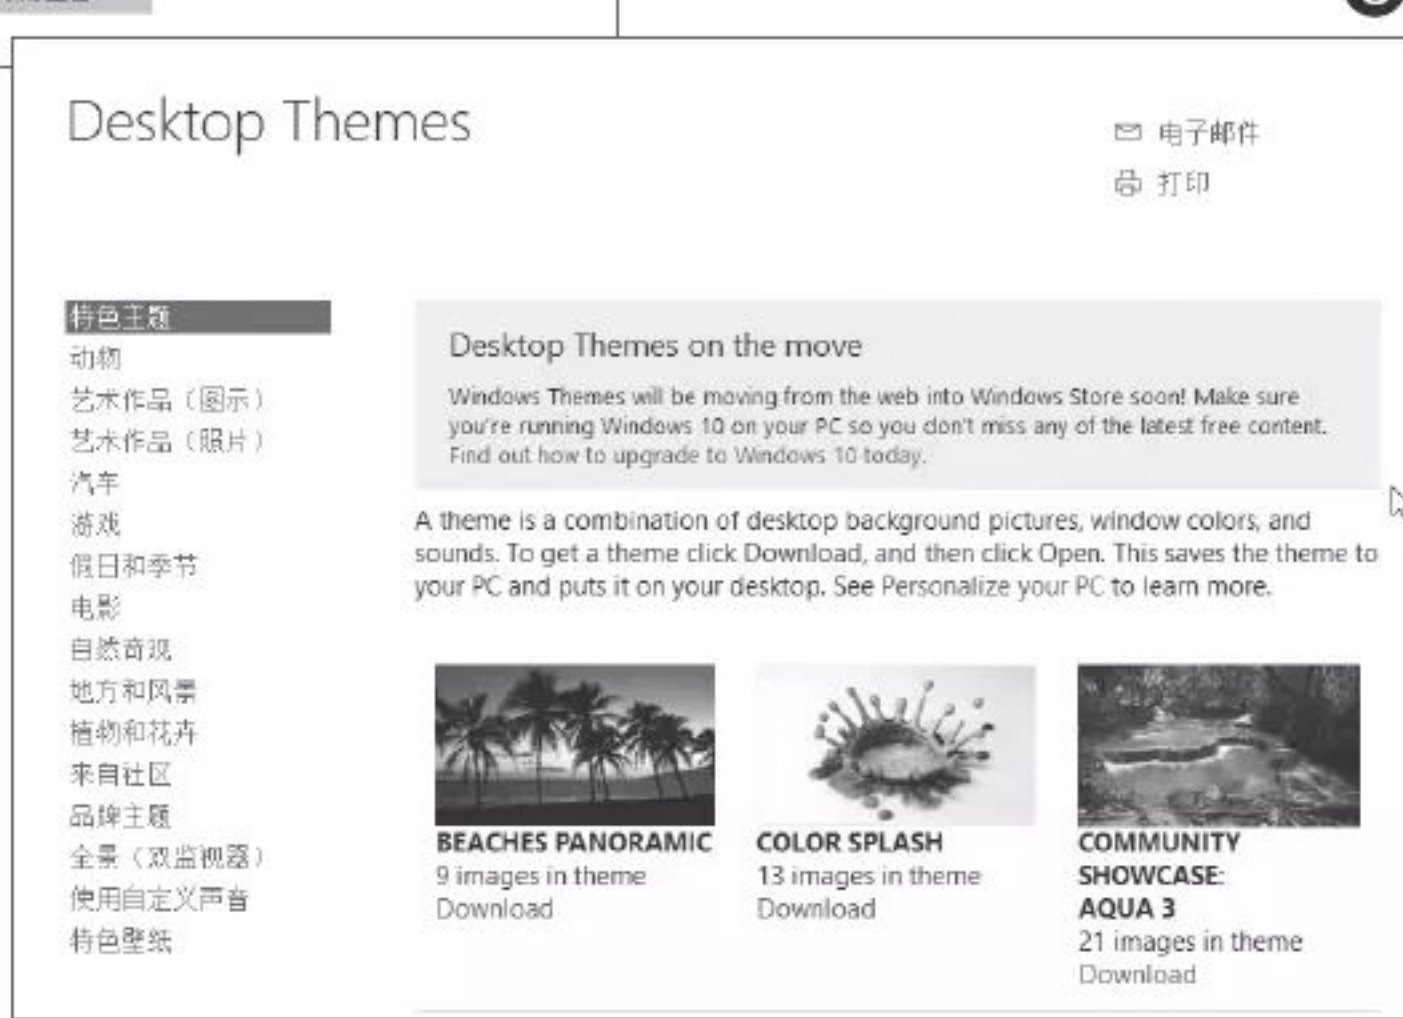 Desktop Themes
电子邮件
打印
特色主题
动物
艺术作品（图示）
艺术作品（照片）
汽车
游戏
假日和季节
电影
自然奇观
地方和风景
植物和花卉
来自社区
品牌主题
全景（双监视器）
使用自定义声音
特色壁纸
Desktop Themes on the move
Windows Themes will be moving from the web into Windows Store soon! Make sure
you're running Windows 10 on your PC so you don't miss any of the latest free content.
Find out how to upgrade to Windows 10 today.
A theme is a combination of desktop background pictures, window colors, and
sounds. To get a theme click Download, and then click Open. This saves the theme to
your PC and puts it on your desktop. See Personalize your PC to learn more.
BEACHES PANORAMIC
9 images in theme
Download
COLOR SPLASH
13 images in theme
Download
COMMUNITY
SHOWCASE:
AQUA 3
21 images in theme
Download